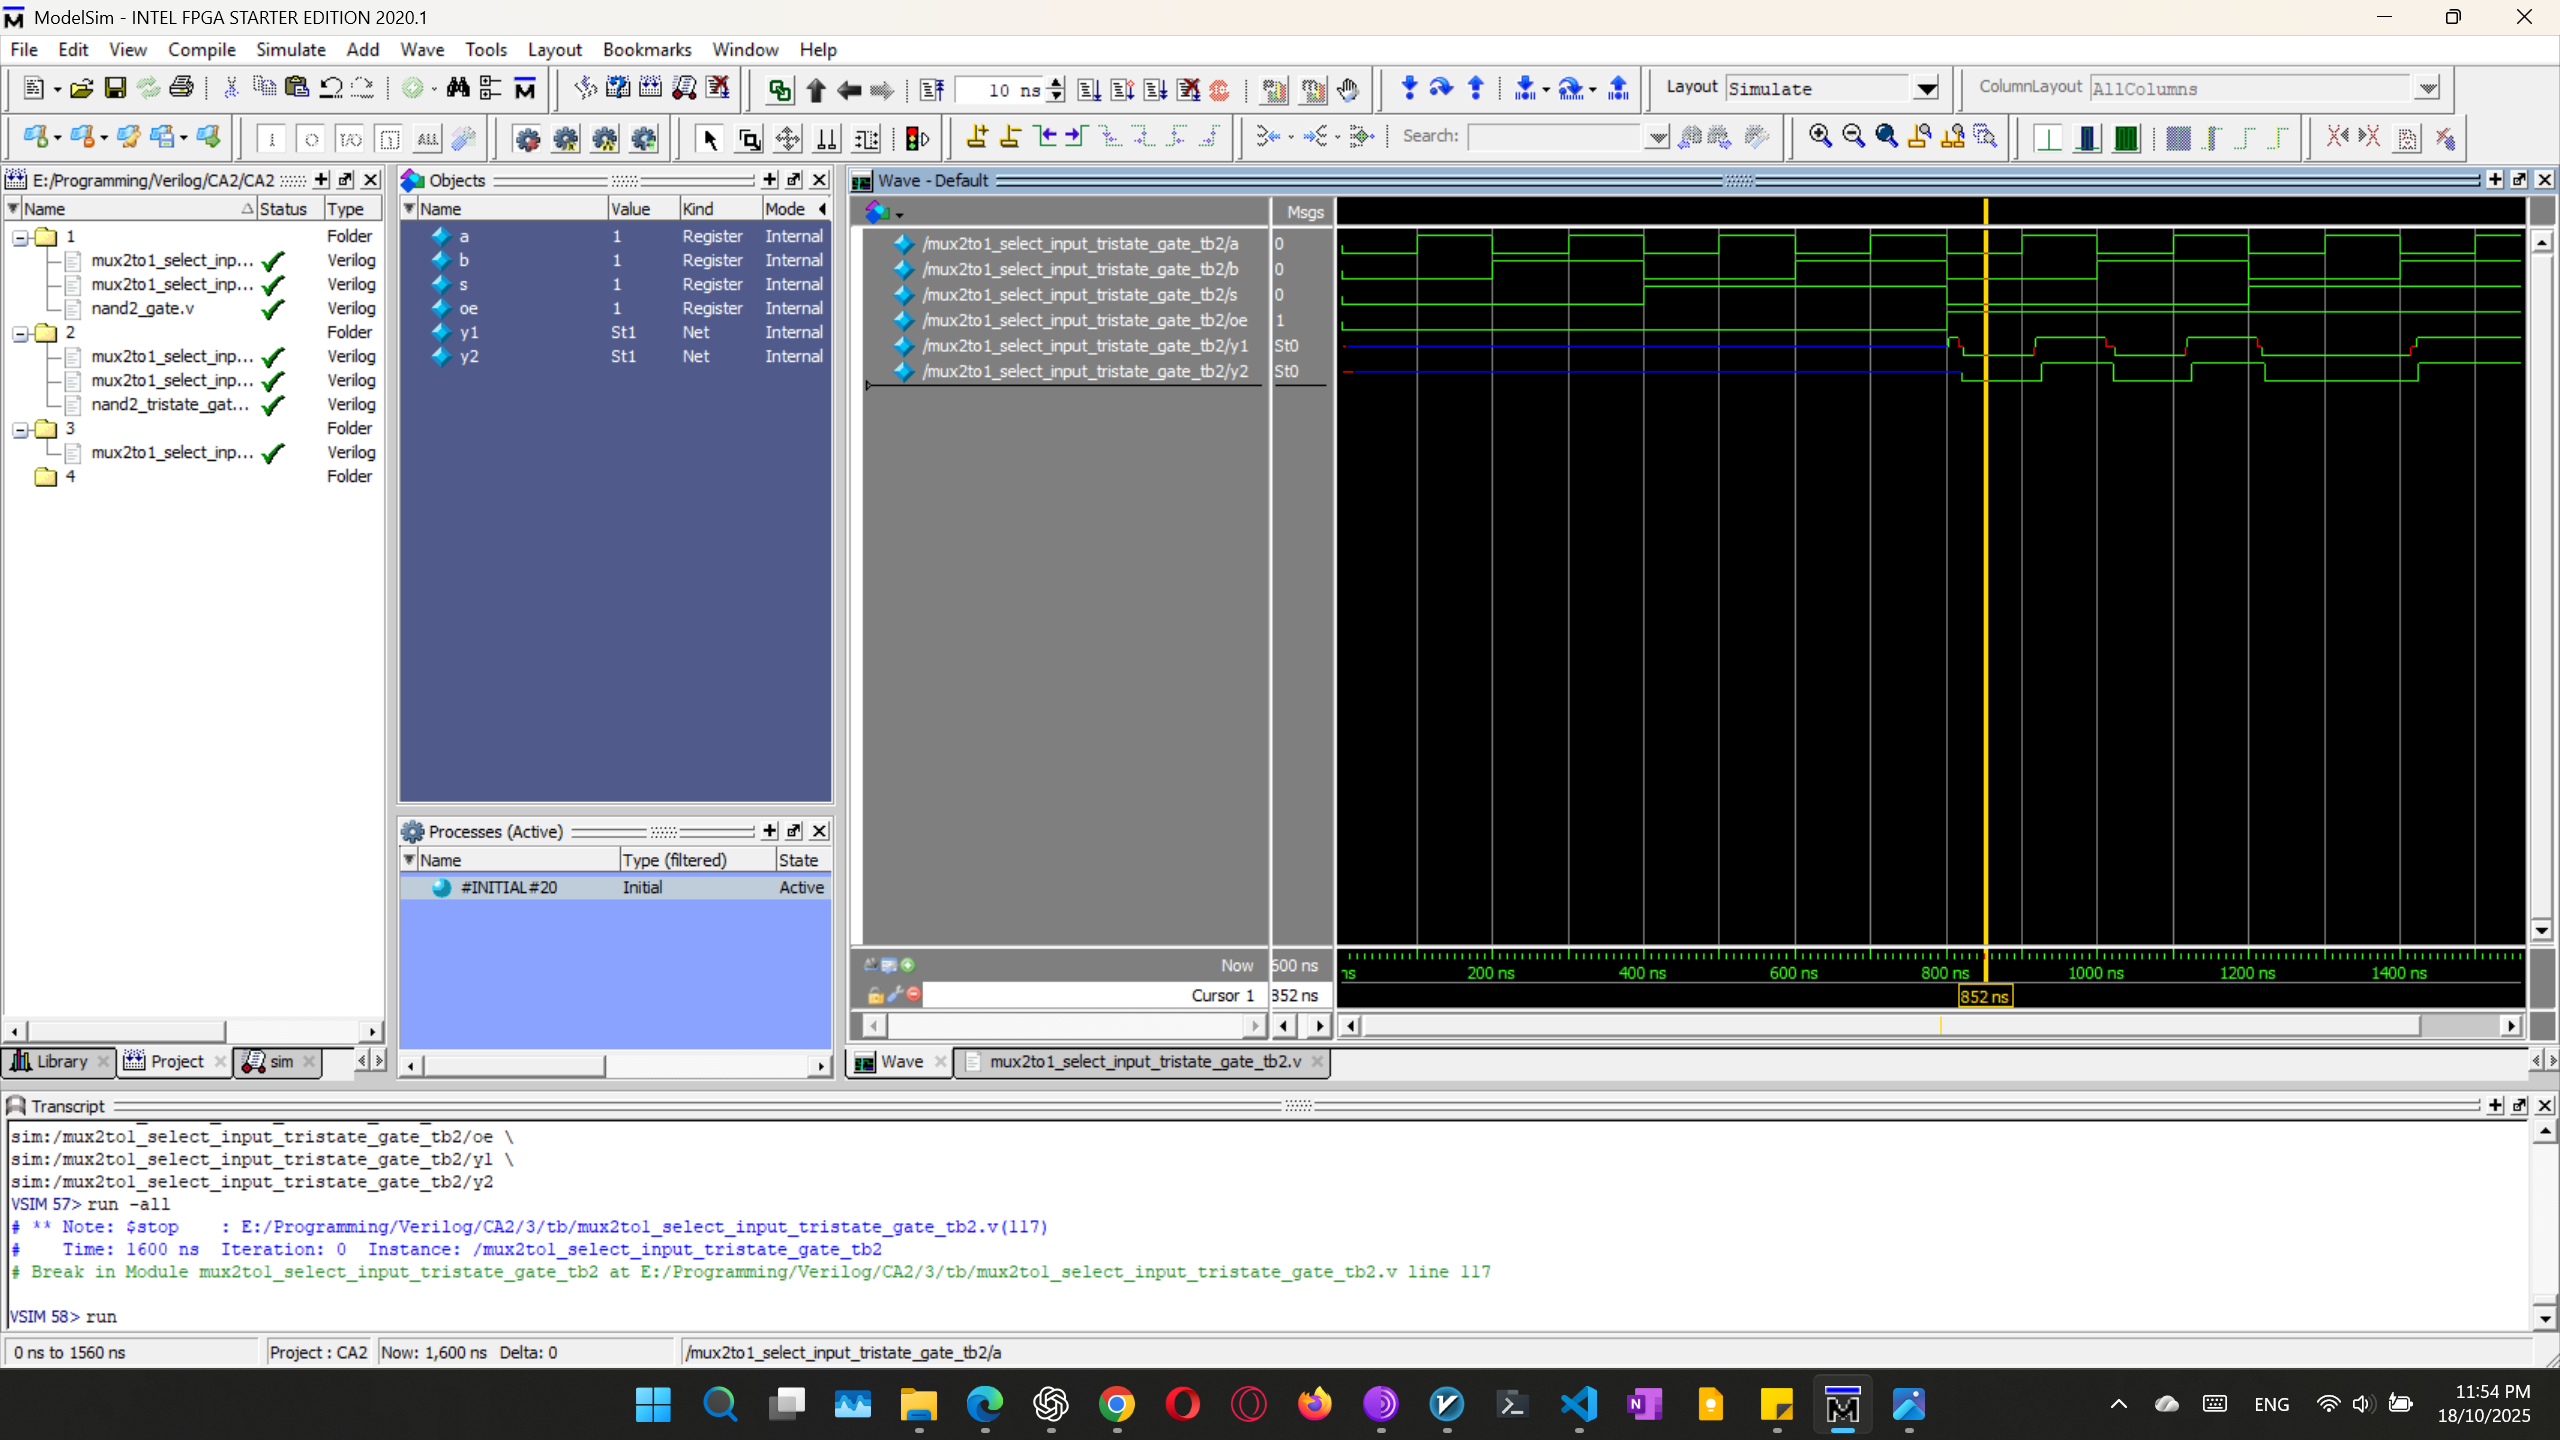 ModelSim - INTEL FPGA STARTER EDITION 2020.1
File Edit View Compile Simulate Add Wave Tools Layout Bookmarks Window Help
10 ns
Layout Simulate
ColumnLayout AllColumns
ALL
Search:
E:/Programming/Verilog/CA2/CA2
Name Status Type
1 Folder
mux2to1_select_inp... Verilog
mux2to1_select_inp... Verilog
nand2_gate.v Verilog
2 Folder
mux2to1_select_inp... Verilog
mux2to1_select_inp... Verilog
nand2_tristate_gat... Verilog
3 Folder
mux2to1_select_inp... Verilog
4 Folder
Library Project sim
Objects
Name Value Kind Mode
a 1 Register Internal
b 1 Register Internal
s 1 Register Internal
oe 1 Register Internal
y1 St1 Net Internal
y2 St1 Net Internal
Processes (Active)
Name Type (filtered) State
#INITIAL#20 Initial Active
Wave - Default
Msgs
/mux2to1_select_input_tristate_gate_tb2/a 0
/mux2to1_select_input_tristate_gate_tb2/b 0
/mux2to1_select_input_tristate_gate_tb2/s 0
/mux2to1_select_input_tristate_gate_tb2/oe 1
/mux2to1_select_input_tristate_gate_tb2/y1 St0
/mux2to1_select_input_tristate_gate_tb2/y2 St0
Now 600 ns
ns 200 ns 400 ns 600 ns 800 ns 1000 ns 1200 ns 1400 ns
Cursor 1 852 ns
852 ns
Wave mux2to1_select_input_tristate_gate_tb2.v
Transcript
sim:/mux2to1_select_input_tristate_gate_tb2/oe \
sim:/mux2to1_select_input_tristate_gate_tb2/y1 \
sim:/mux2to1_select_input_tristate_gate_tb2/y2
VSIM 57> run -all
# ** Note: $stop : E:/Programming/Verilog/CA2/3/tb/mux2to1_select_input_tristate_gate_tb2.v(117)
# Time: 1600 ns Iteration: 0 Instance: /mux2to1_select_input_tristate_gate_tb2
# Break in Module mux2to1_select_input_tristate_gate_tb2 at E:/Programming/Verilog/CA2/3/tb/mux2to1_select_input_tristate_gate_tb2.v line 117
VSIM 58> run
0 ns to 1560 ns Project : CA2 Now: 1,600 ns Delta: 0 /mux2to1_select_input_tristate_gate_tb2/a
ENG
11:54 PM
18/10/2025